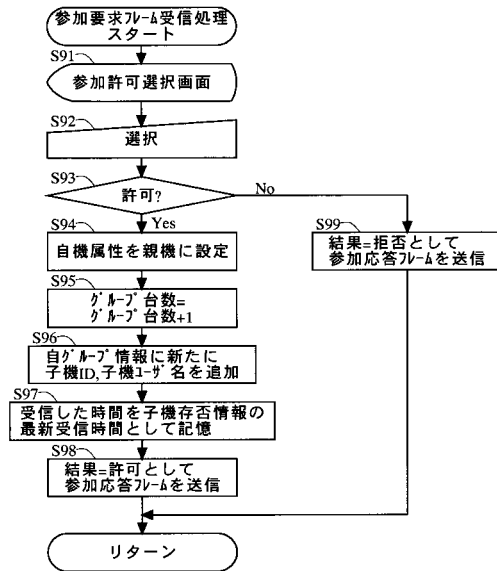 参加要求フレーム受信処理
スタート
S91
参加許可選択画面
S92
選択
S93
許可?
No
Yes
S94
自機属性を親機に設定
S99
結果=拒否として
参加応答フレームを送信
S95
グループ台数=
グループ台数+1
S96
自グループ情報に新たに
子機ID,子機ユーザ名を追加
S97
受信した時間を子機存否情報の
最新受信時間として記憶
S98
結果=許可として
参加応答フレームを送信
リターン